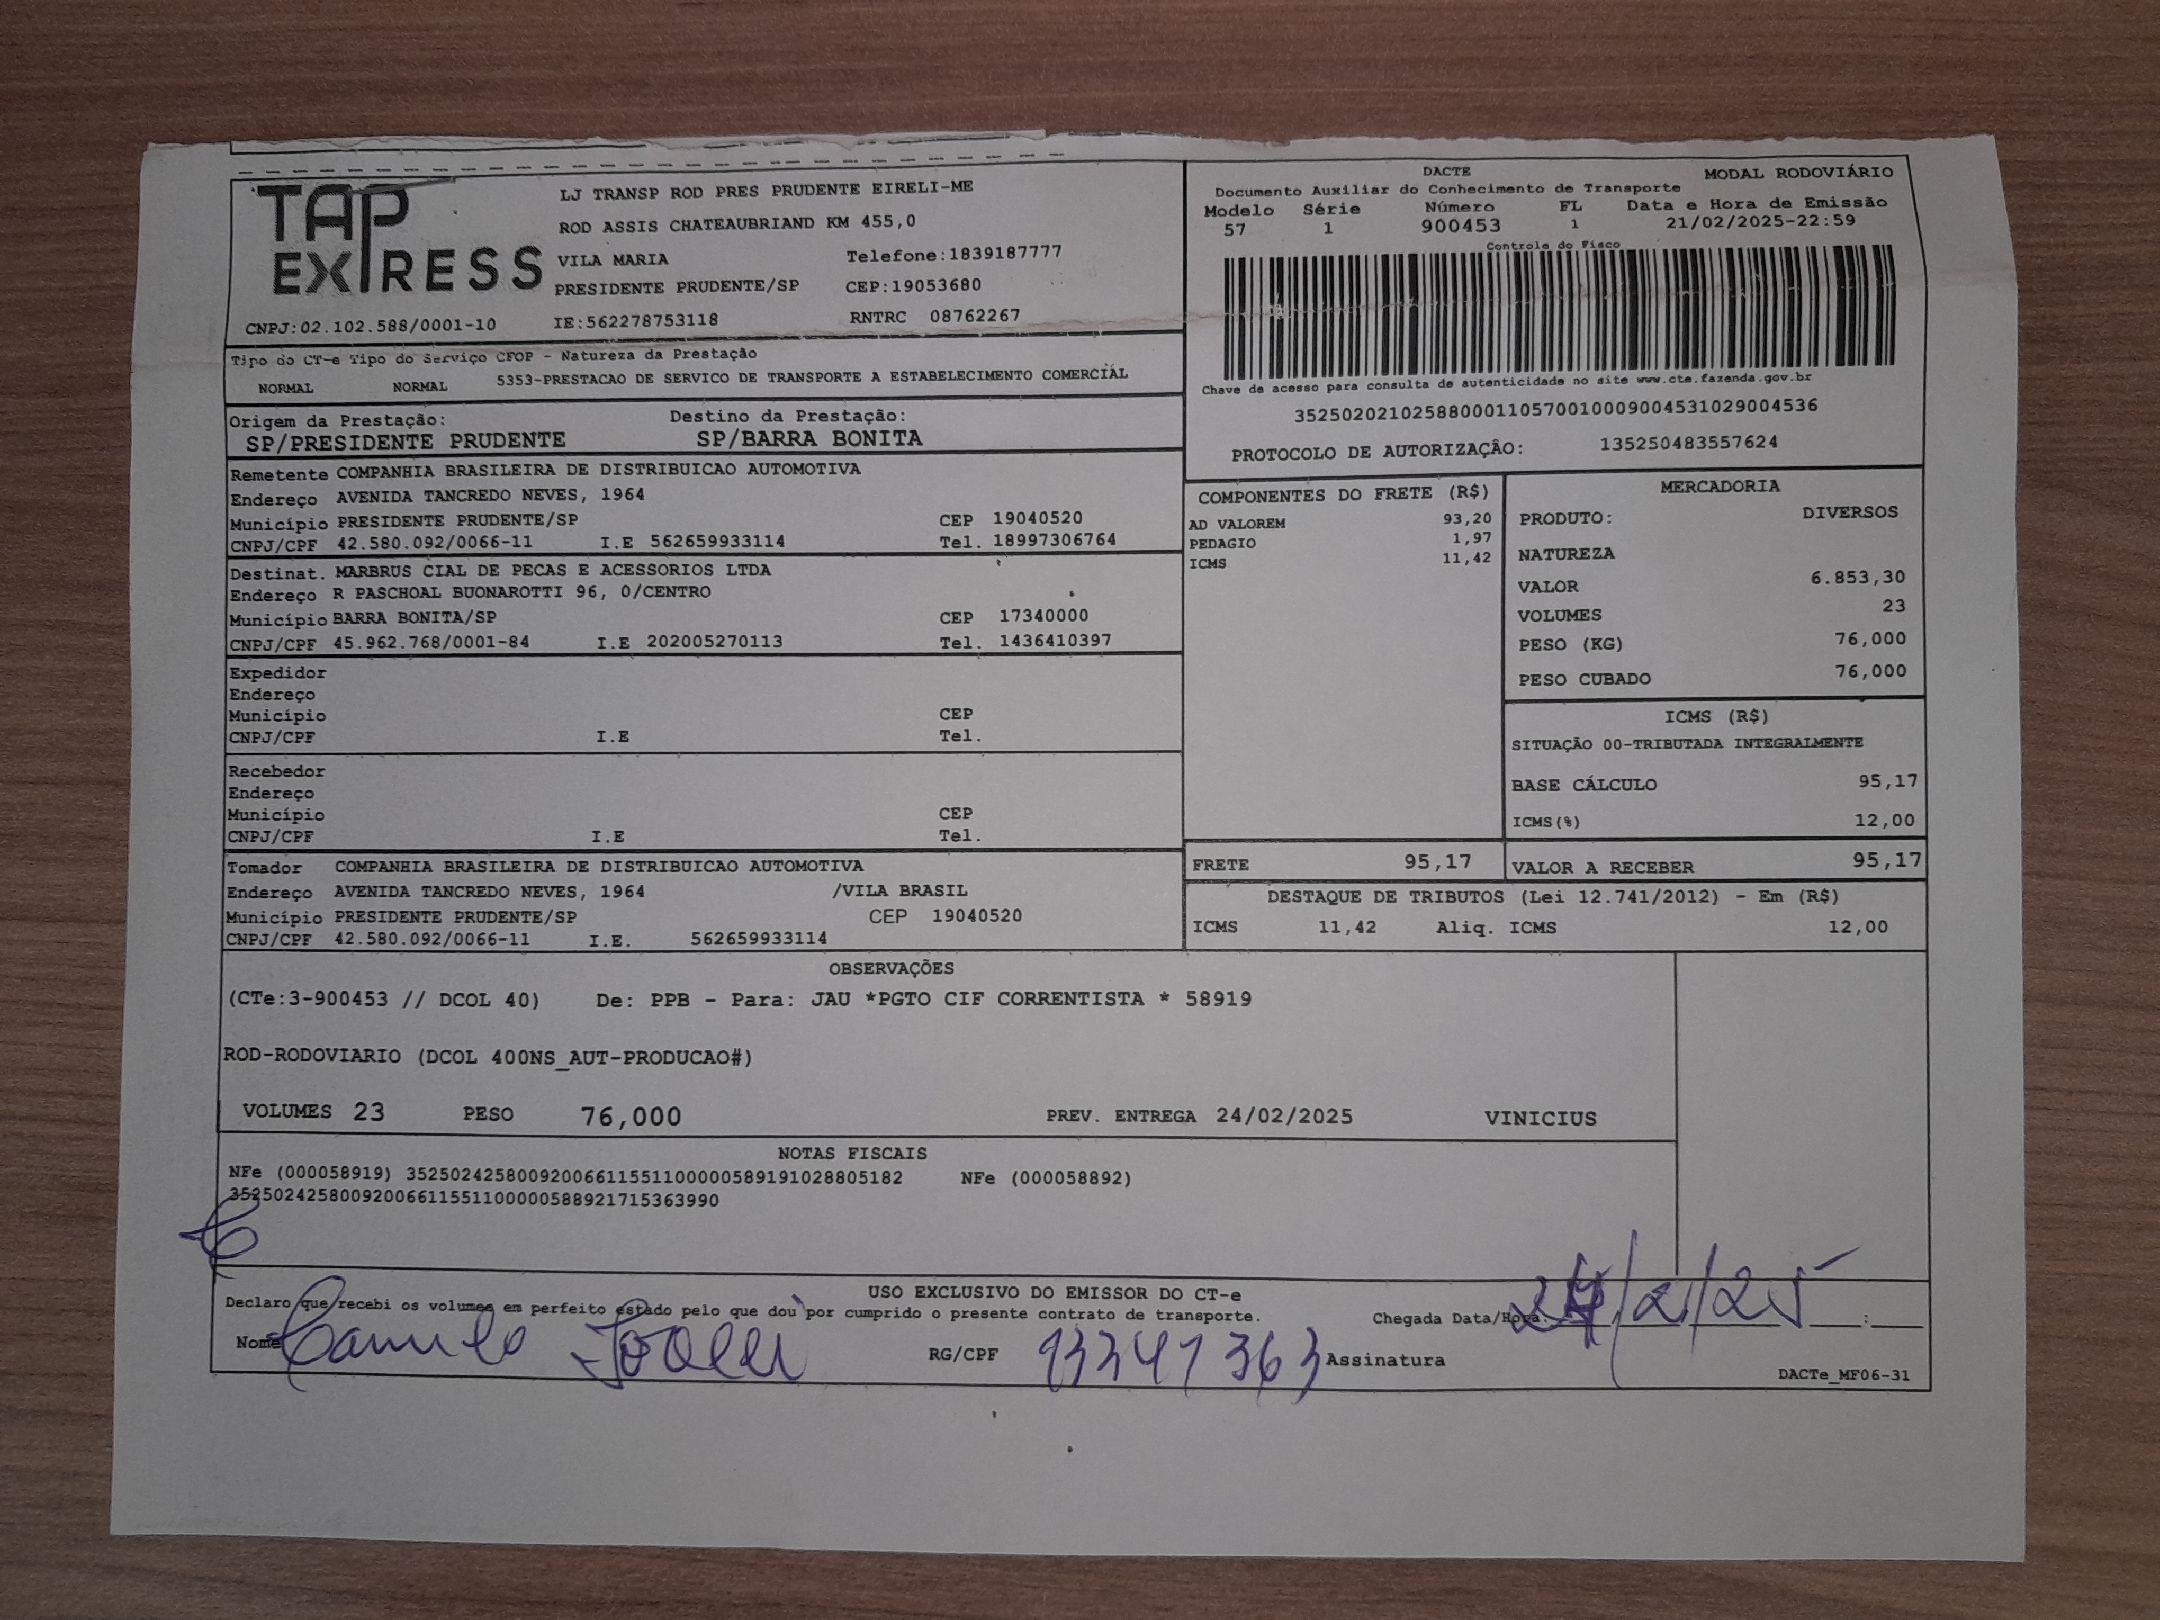 TAP EXPRESS
LJ TRANSP ROD PRES PRUDENTE EIRELI-ME
ROD ASSIS CHATEAUBRIAND KM 455,0
VILA MARIA Telefone:1839187777
PRESIDENTE PRUDENTE/SP CEP:19053680
CNPJ:02.102.588/0001-10 IE:562278753118 RNTRC 08762267
DACTE MODAL RODOVIÁRIO
Documento Auxiliar do Conhecimento de Transporte
Modelo Série Número FL Data e Hora de Emissão
57 1 900453 1 21/02/2025-22:59
Controle do Fisco
Chave de acesso para consulta de autenticidade no site www.cte.fazenda.gov.br
35250202102588000110570010009004531029004536
PROTOCOLO DE AUTORIZAÇÃO: 135250483557624
Tipo do CT-e Tipo do Serviço CFOP - Natureza da Prestação
NORMAL NORMAL 5353-PRESTACAO DE SERVICO DE TRANSPORTE A ESTABELECIMENTO COMERCIAL
Origem da Prestação: Destino da Prestação:
SP/PRESIDENTE PRUDENTE SP/BARRA BONITA
Remetente COMPANHIA BRASILEIRA DE DISTRIBUICAO AUTOMOTIVA
Endereço AVENIDA TANCREDO NEVES, 1964
Município PRESIDENTE PRUDENTE/SP CEP 19040520
CNPJ/CPF 42.580.092/0066-11 I.E 562659933114 Tel. 18997306764
Destinat. MARBRUS CIAL DE PECAS E ACESSORIOS LTDA
Endereço R PASCHOAL BUONAROTTI 96, 0/CENTRO
Município BARRA BONITA/SP CEP 17340000
CNPJ/CPF 45.962.768/0001-84 I.E 202005270113 Tel. 1436410397
Expedidor
Endereço
Município CEP
CNPJ/CPF I.E Tel.
Recebedor
Endereço
Município CEP
CNPJ/CPF I.E Tel.
Tomador COMPANHIA BRASILEIRA DE DISTRIBUICAO AUTOMOTIVA
Endereço AVENIDA TANCREDO NEVES, 1964 /VILA BRASIL
Município PRESIDENTE PRUDENTE/SP CEP 19040520
CNPJ/CPF 42.580.092/0066-11 I.E. 562659933114
COMPONENTES DO FRETE (R$)
AD VALOREM 93,20
PEDAGIO 1,97
ICMS 11,42
MERCADORIA
PRODUTO: DIVERSOS
NATUREZA
VALOR 6.853,30
VOLUMES 23
PESO (KG) 76,000
PESO CUBADO 76,000
ICMS (R$)
SITUAÇÃO 00-TRIBUTADA INTEGRALMENTE
BASE CÁLCULO 95,17
ICMS(%) 12,00
FRETE 95,17 VALOR A RECEBER 95,17
DESTAQUE DE TRIBUTOS (Lei 12.741/2012) - Em (R$)
ICMS 11,42 Aliq. ICMS 12,00
OBSERVAÇÕES
(CTe:3-900453 // DCOL 40) De: PPB - Para: JAU *PGTO CIF CORRENTISTA * 58919
ROD-RODOVIARIO (DCOL 400NS_AUT-PRODUCAO#)
VOLUMES 23 PESO 76,000 PREV. ENTREGA 24/02/2025 VINICIUS
NOTAS FISCAIS
NFe (000058919) 35250242580092006611551100000589191028805182 NFe (000058892)
35250242580092006611551100000588921715363990
USO EXCLUSIVO DO EMISSOR DO CT-e
Declaro que recebi os volumes em perfeito estado pelo que dou por cumprido o presente contrato de transporte. Chegada Data/Hora: 24/2/25 :
Nome Camilo RG/CPF 93347363 Assinatura
DACTe_MF06-31